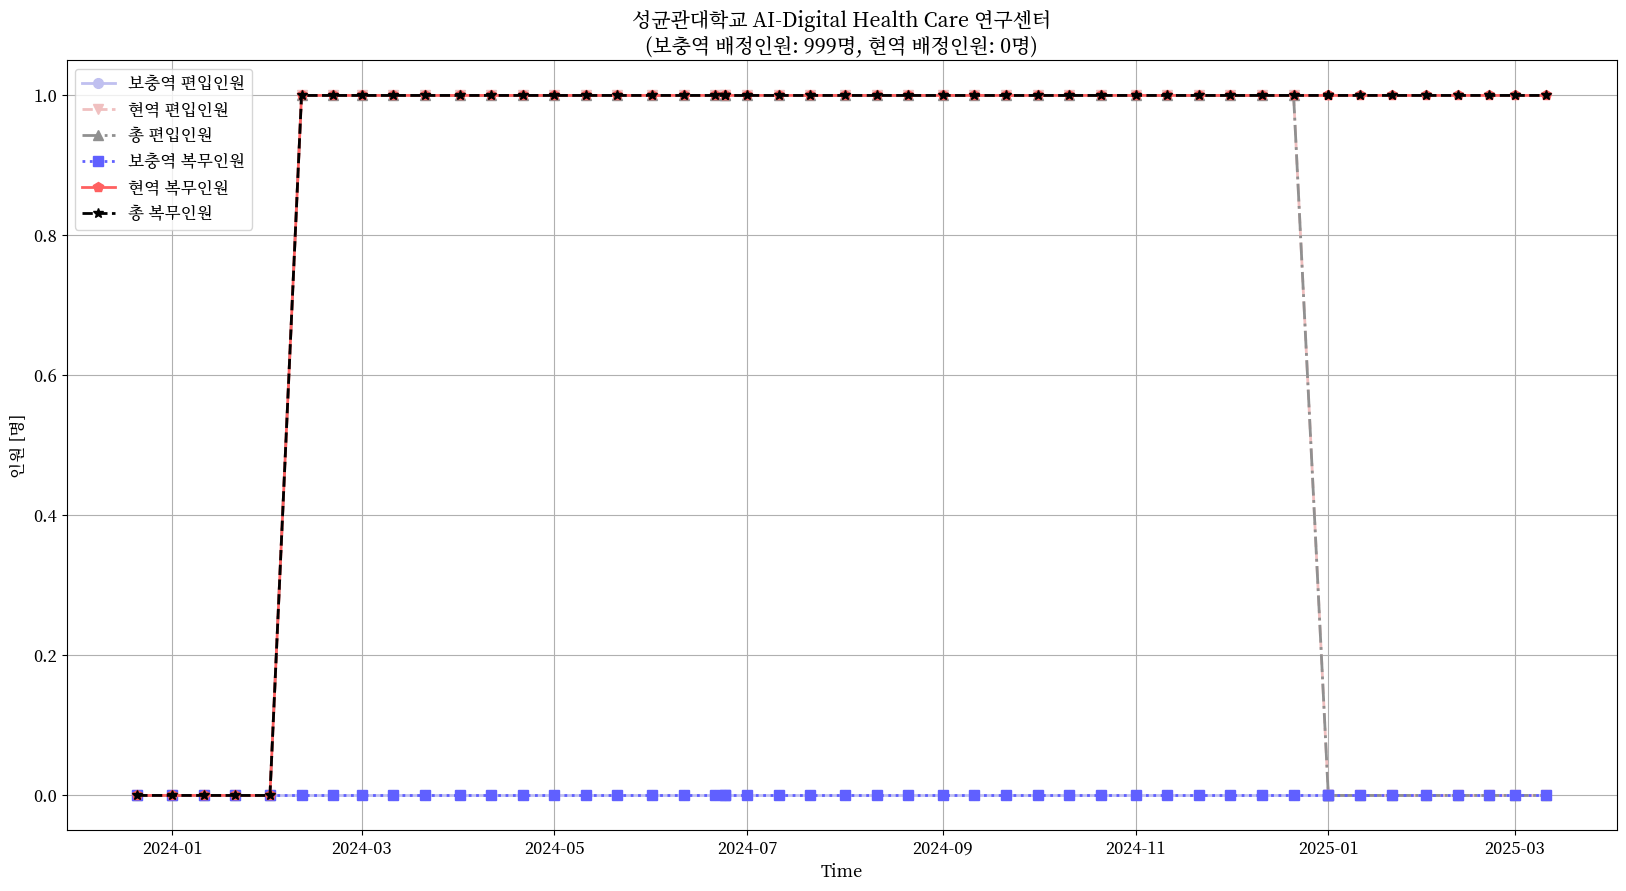 성균관대학교 AI-Digital Health Care 연구센터
(보충역 배정인원: 999명, 현역 배정인원: 0명)
보충역 편입인원
현역 편입인원
총 편입인원
보충역 복무인원
현역 복무인원
총 복무인원
인원 [명]
1.0
0.8
0.6
0.4
0.2
0.0
2024-01
2024-03
2024-05
2024-07
2024-09
2024-11
2025-01
2025-03
Time